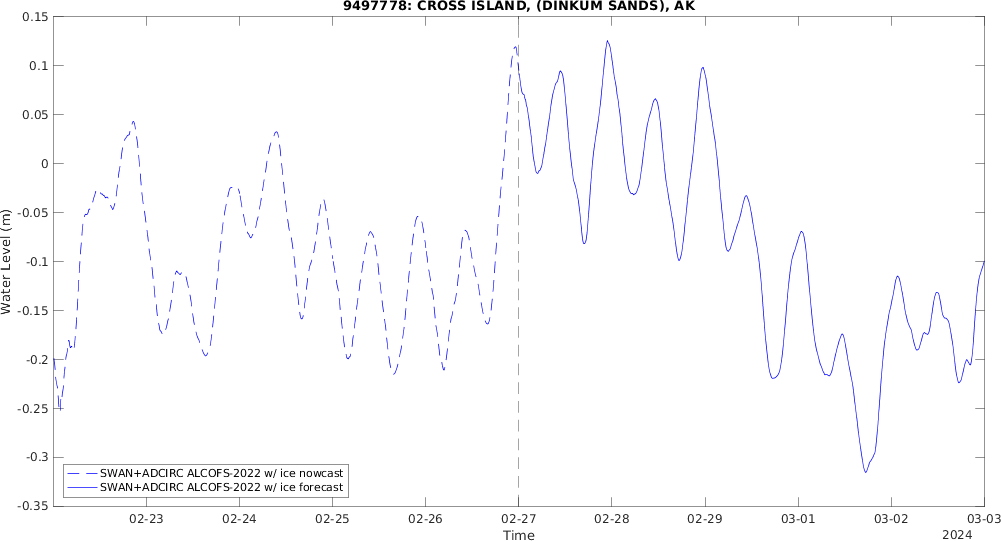 9497778: CROSS ISLAND, (DINKUM SANDS), AK
0.15
0.1
0.05
0
-0.05
-0.1
-0.15
-0.2
-0.25
-0.3
-0.35
Water Level (m)
SWAN+ADCIRC ALCOFS-2022 w/ ice nowcast
SWAN+ADCIRC ALCOFS-2022 w/ ice forecast
02-23 02-24 02-25 02-26 02-27 02-28 02-29 03-01 03-02 03-03
Time
2024